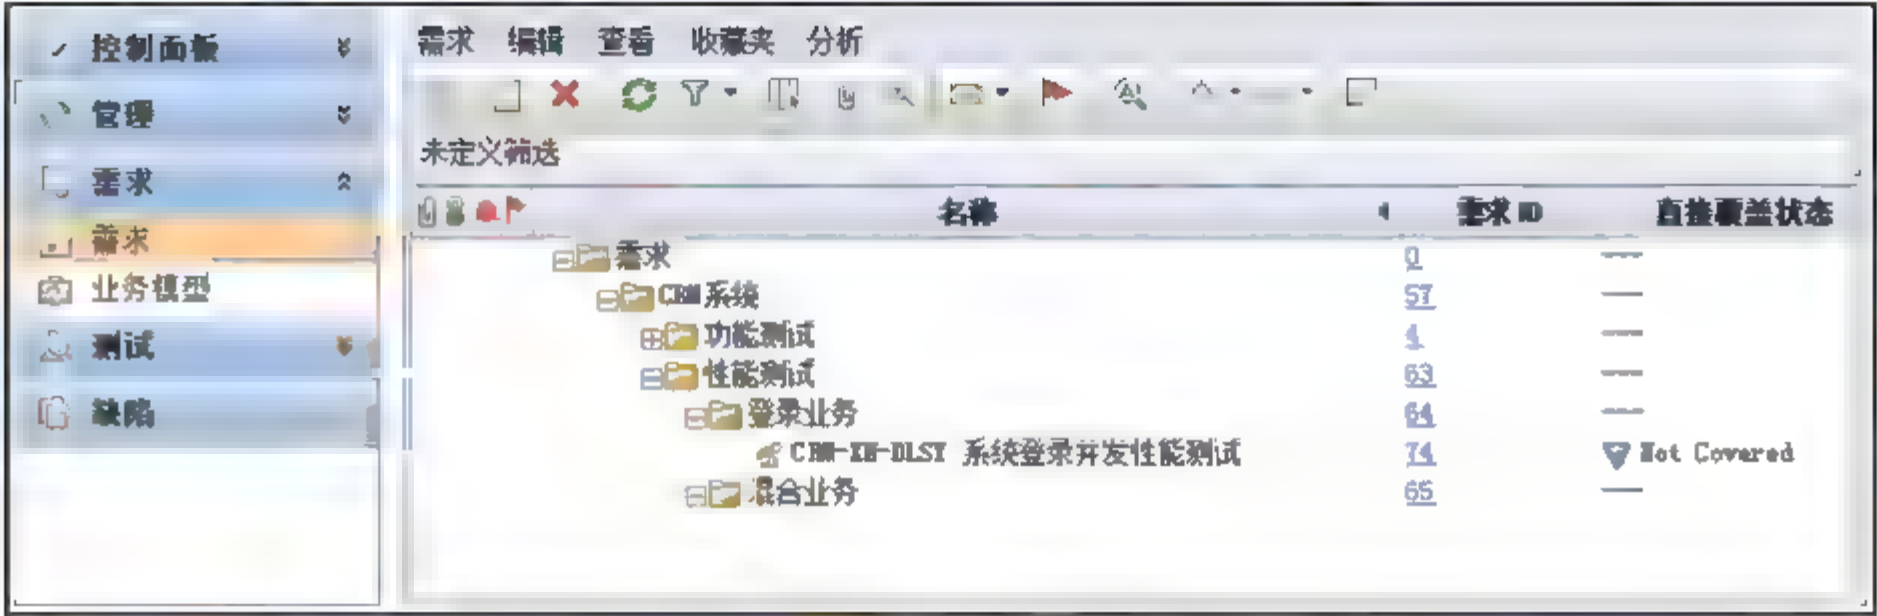 控制面板
管理
需求
需求
业务模型
测试
缺陷
需求 编辑 查看 收藏夹 分析
未定义筛选
名称 需求 ID 直接覆盖状态
需求 0
CRM系统 57
功能测试 4
性能测试 63
登录业务 64
CRM-XN-DLST 系统登录并发性能测试 74 Not Covered
混合业务 65